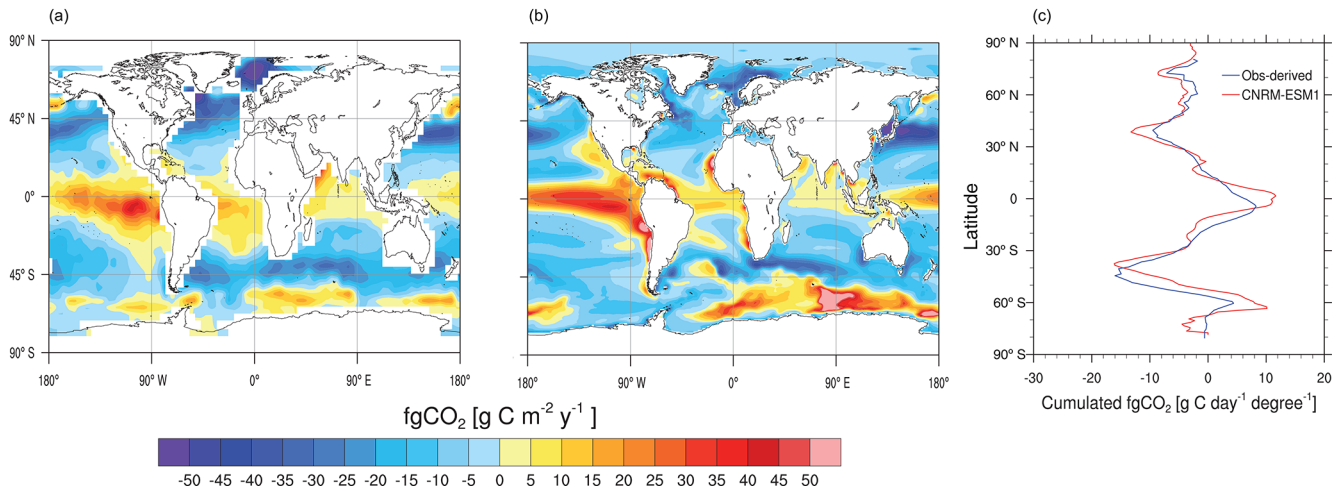 (a)
(b)
(c)
90° N
45° N
0°
45° S
90° S
180°
90° W
0°
90° E
180°
180°
90° W
0°
90° E
180°
Latitude
90° N
60° N
30° N
0
30° S
60° S
90° S
Obs-derived
CNRM-ESM1
-30
-20
-10
0
10
20
Cumulated fgCO₂ [g C day⁻¹ degree⁻¹]
fgCO₂ [g C m⁻² y⁻¹ ]
-50 -45 -40 -35 -30 -25 -20 -15 -10 -5 0 5 10 15 20 25 30 35 40 45 50